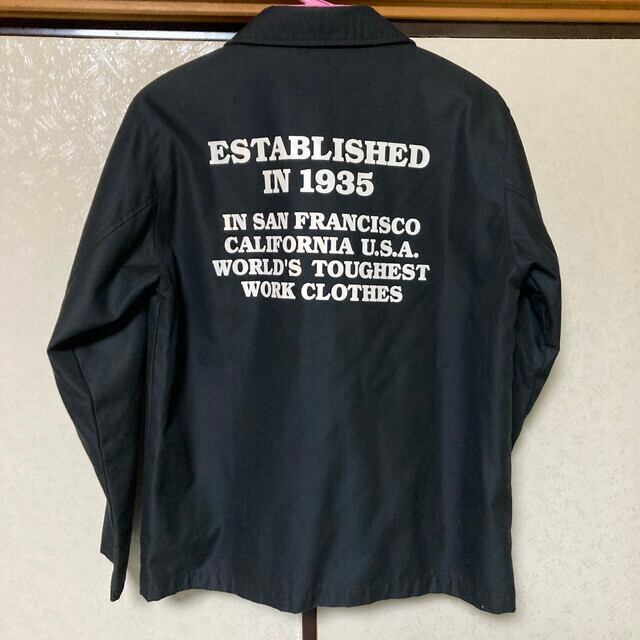 ESTABLISHED
IN 1935
IN SAN FRANCISCO
CALIFORNIA U.S.A.
WORLD'S TOUGHEST
WORK CLOTHES